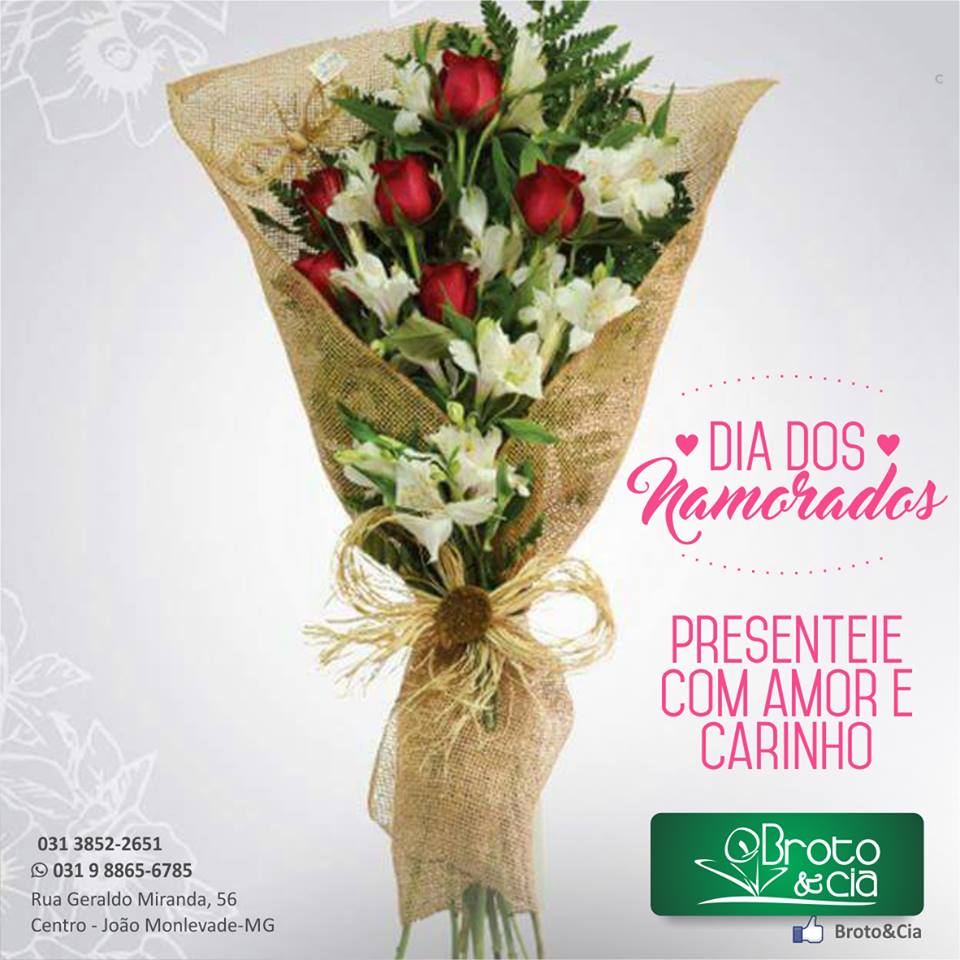 C
DIA DOS
Namorados
PRESENTEIE
COM AMOR E
CARINHO
Broto
& cia
Broto&Cia
031 3852-2651
031 9 8865-6785
Rua Geraldo Miranda, 56
Centro - João Monlevade-MG